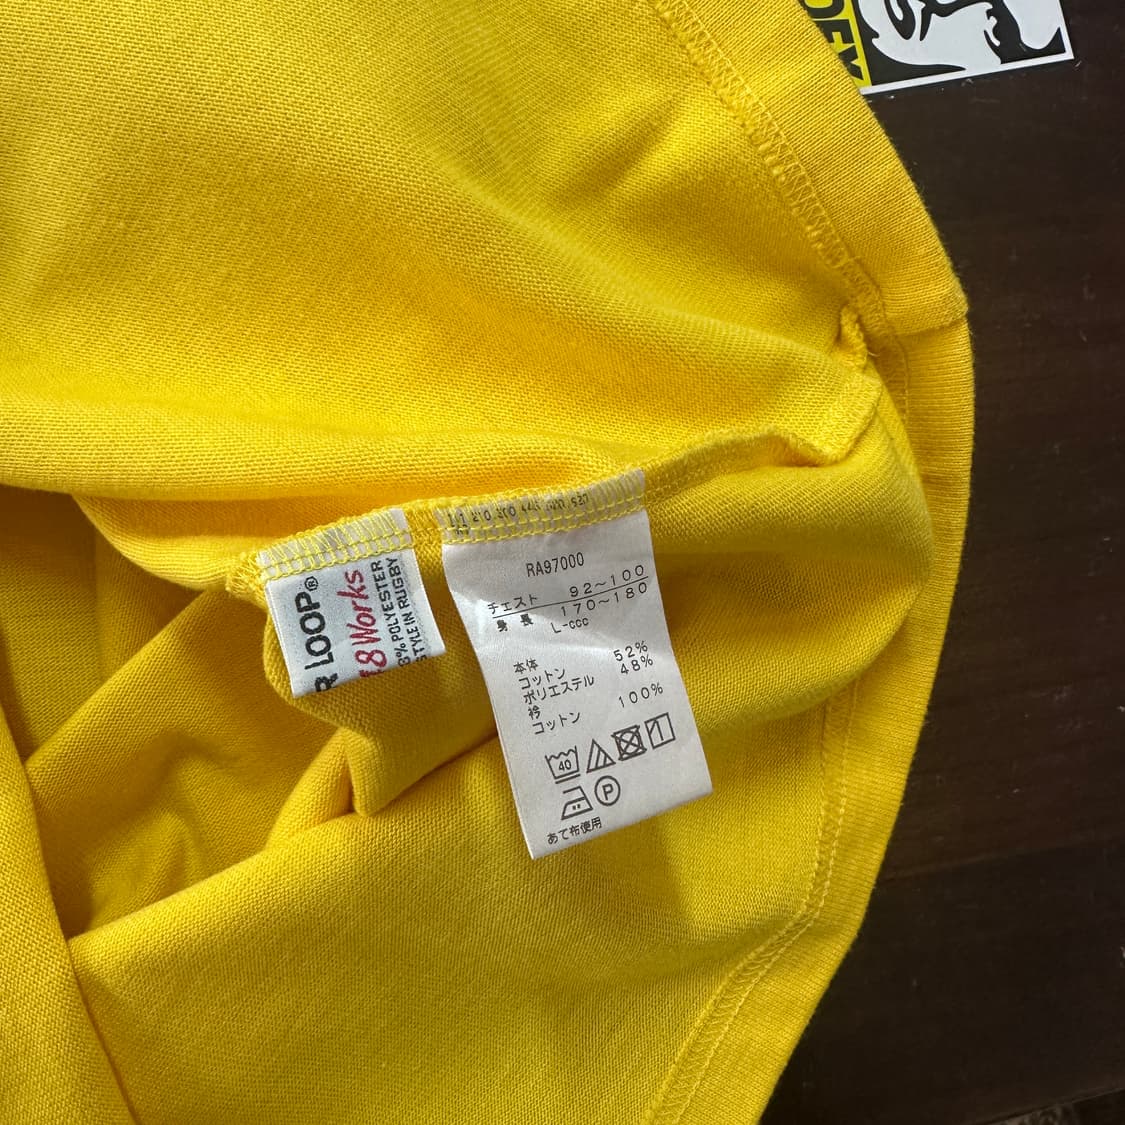 OBEY
R LOOP®
8 Works
8% POLYESTER
STYLE IN RUGBY
RA97000
チェスト 92～100
身長 170～180
L-ccc
本体
コットン 52%
ポリエステル 48%
衿
コットン 100%
40
P
あて布使用